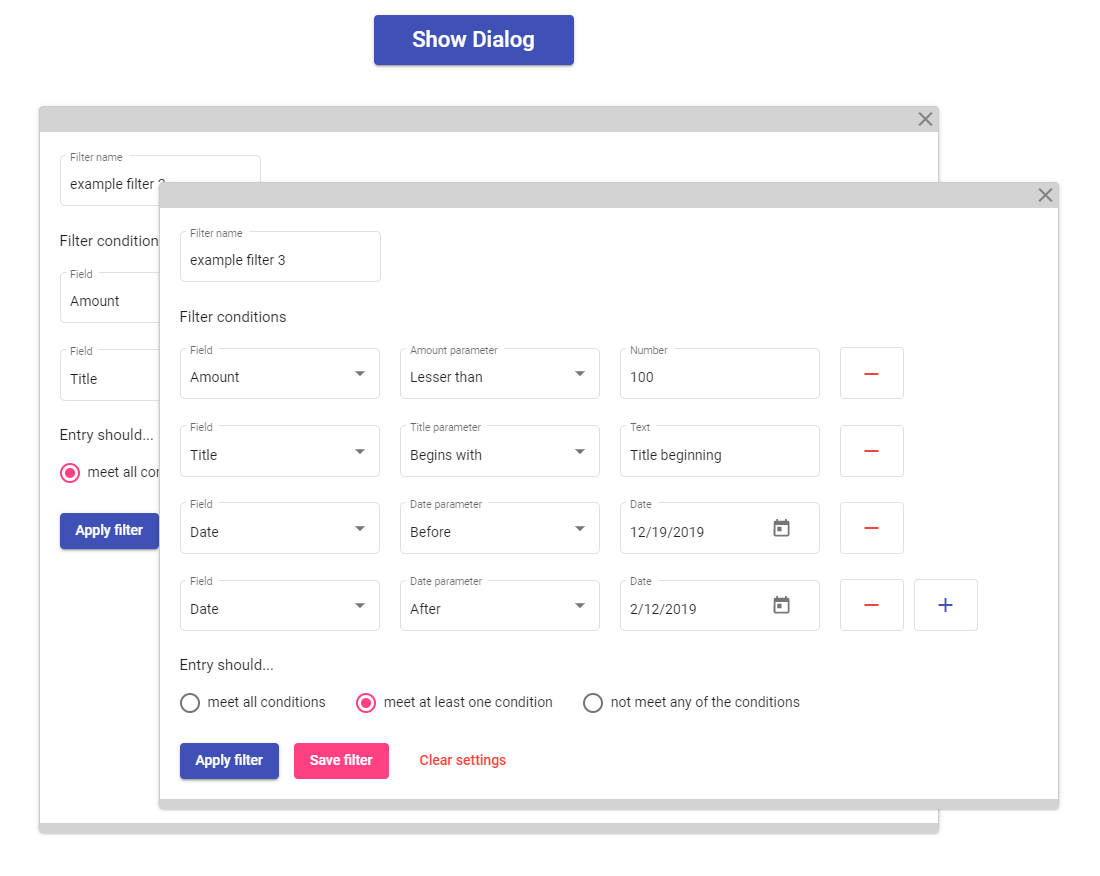 Show Dialog
Filter name
example filter
Filter condition
Field
Amount
Field
Title
Entry should...
meet all
Apply filter
Filter name
example filter 3
Filter conditions
Field
Amount
Amount parameter
Lesser than
Number
100
Field
Title
Title parameter
Begins with
Text
Title beginning
Field
Date
Date parameter
Before
Date
12/19/2019
Field
Date
Date parameter
After
Date
2/12/2019
Entry should...
meet all conditions
meet at least one condition
not meet any of the conditions
Apply filter
Save filter
Clear settings